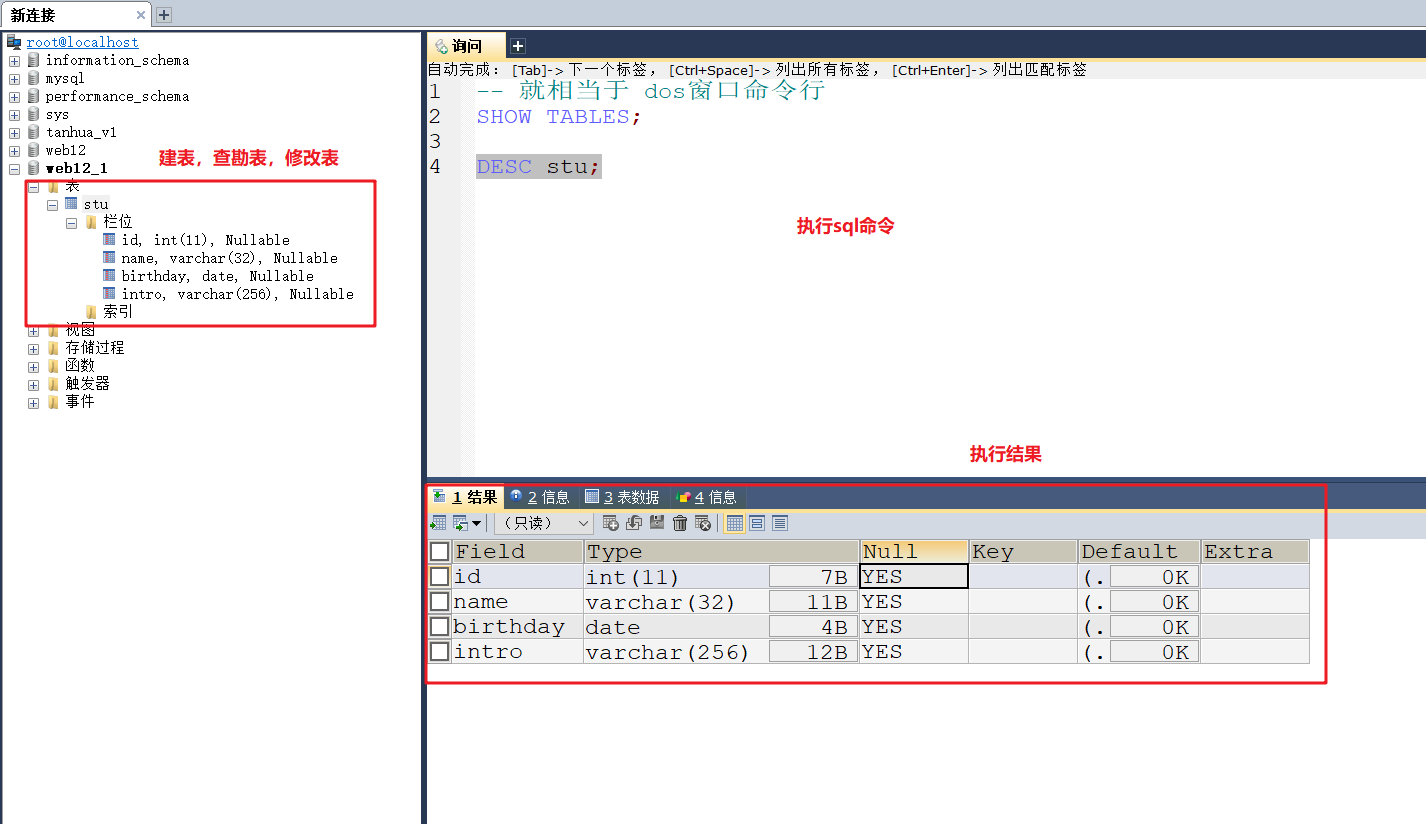 新连接
root@localhost
information_schema
mysql
performance_schema
sys
tanhua_v1
web12
web12_1
建表，查勘表，修改表
表
stu
栏位
id, int(11), Nullable
name, varchar(32), Nullable
birthday, date, Nullable
intro, varchar(256), Nullable
索引
视图
存储过程
函数
触发器
事件
询问
自动完成： [Tab]-> 下一个标签， [Ctrl+Space]-> 列出所有标签， [Ctrl+Enter]-> 列出匹配标签
1 -- 就相当于 dos窗口命令行
2 SHOW TABLES;
3
4 DESC stu;
执行sql命令
执行结果
1 结果 2 信息 3 表数据 4 信息
（只读）
Field Type Null Key Default Extra
id int(11) 7B YES (. 0K
name varchar(32) 11B YES (. 0K
birthday date 4B YES (. 0K
intro varchar(256) 12B YES (. 0K